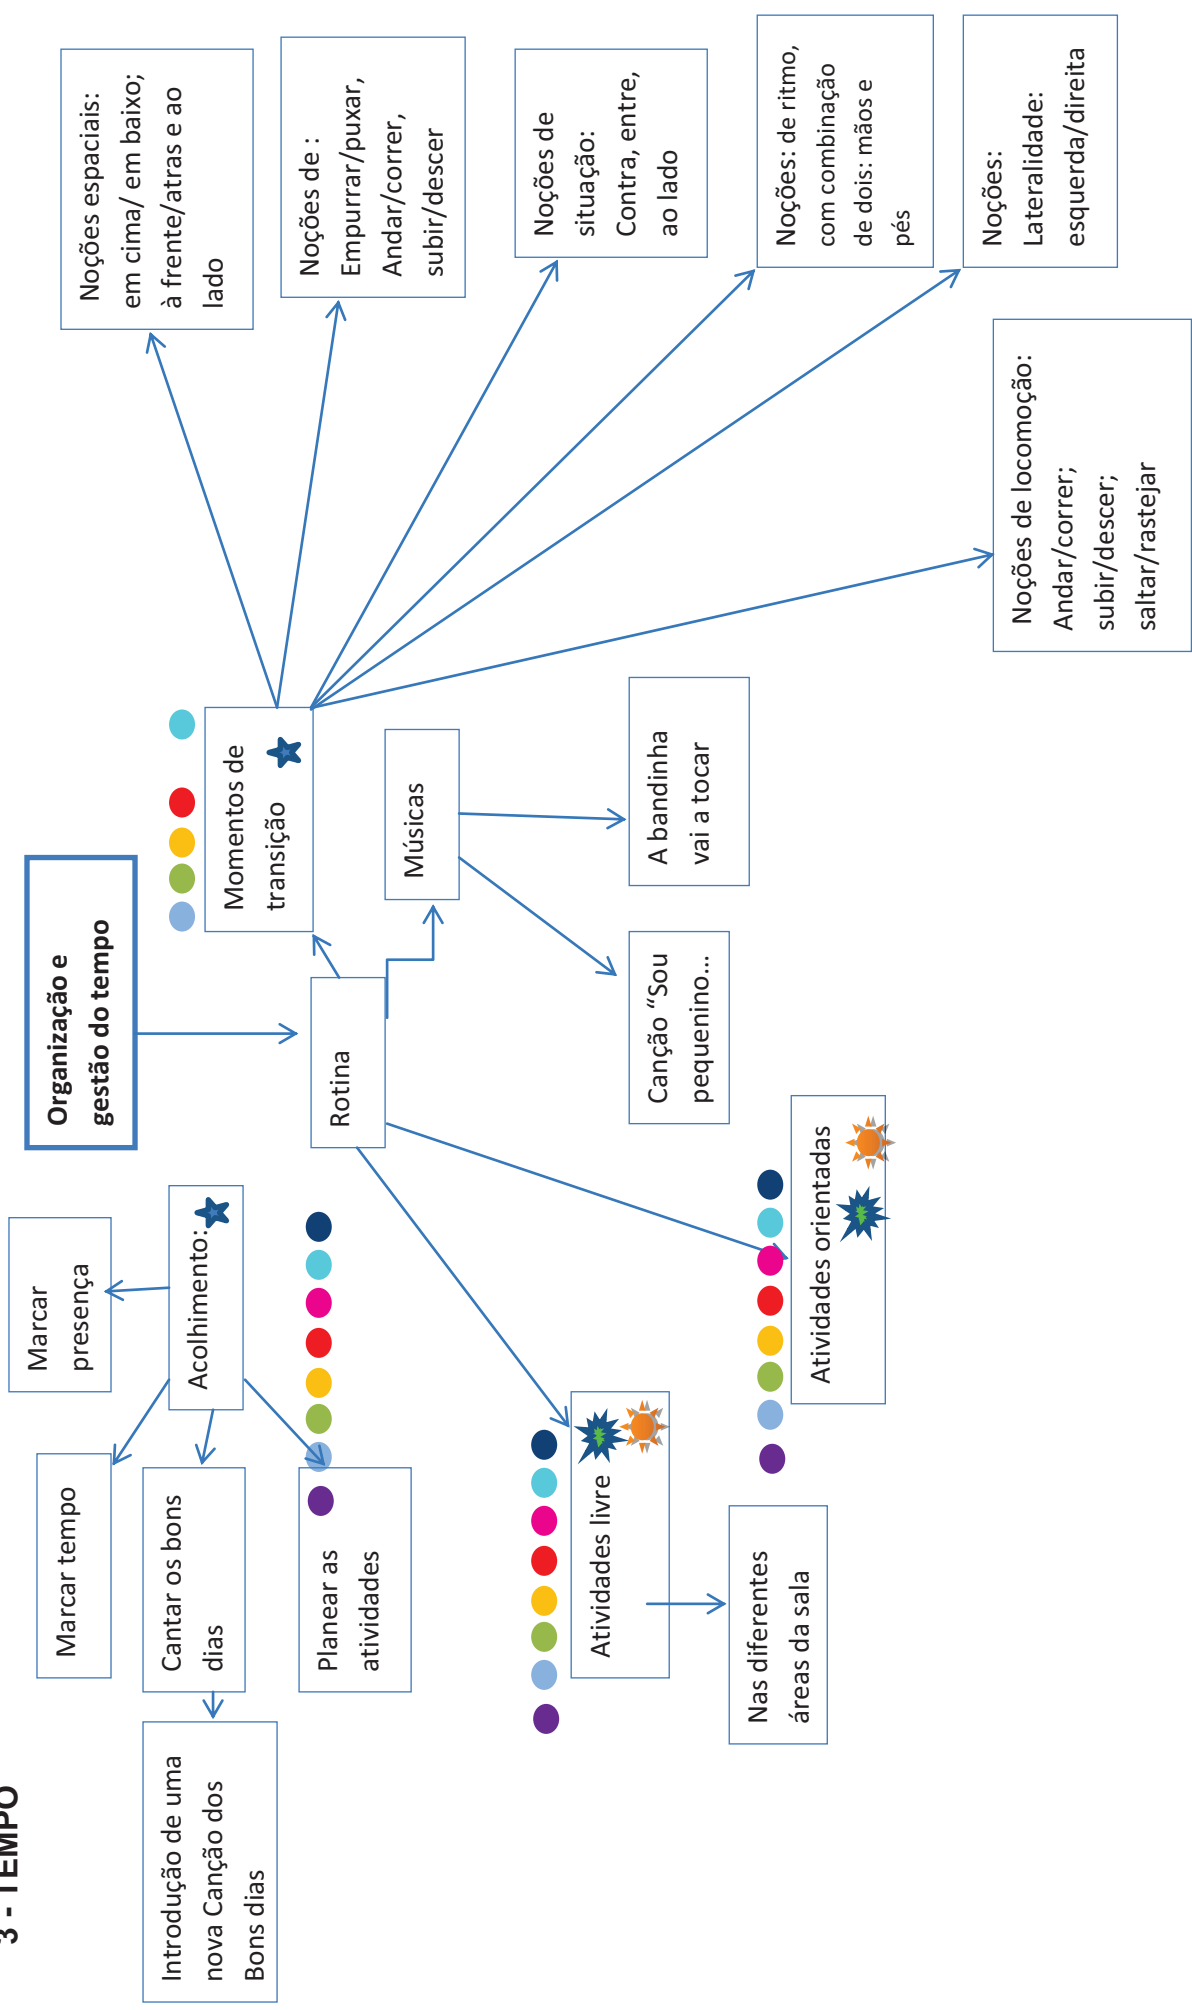 3 - TEMPO
Organização e
gestão do tempo
Marcar
presença
Marcar tempo
Acolhimento:
Cantar os bons
dias
Introdução de uma
nova Canção dos
Bons dias
Planear as
atividades
Rotina
Momentos de
transição
Músicas
Canção “Sou
pequenino...
A bandinha
vai a tocar
Atividades livre
Nas diferentes
áreas da sala
Atividades orientadas
Noções espaciais:
em cima/ em baixo;
à frente/atras e ao
lado
Noções de :
Empurrar/puxar,
Andar/correr,
subir/descer
Noções de
situação:
Contra, entre,
ao lado
Noções: de ritmo,
com combinação
de dois: mãos e
pés
Noções:
Lateralidade:
esquerda/direita
Noções de locomoção:
Andar/correr;
subir/descer;
saltar/rastejar